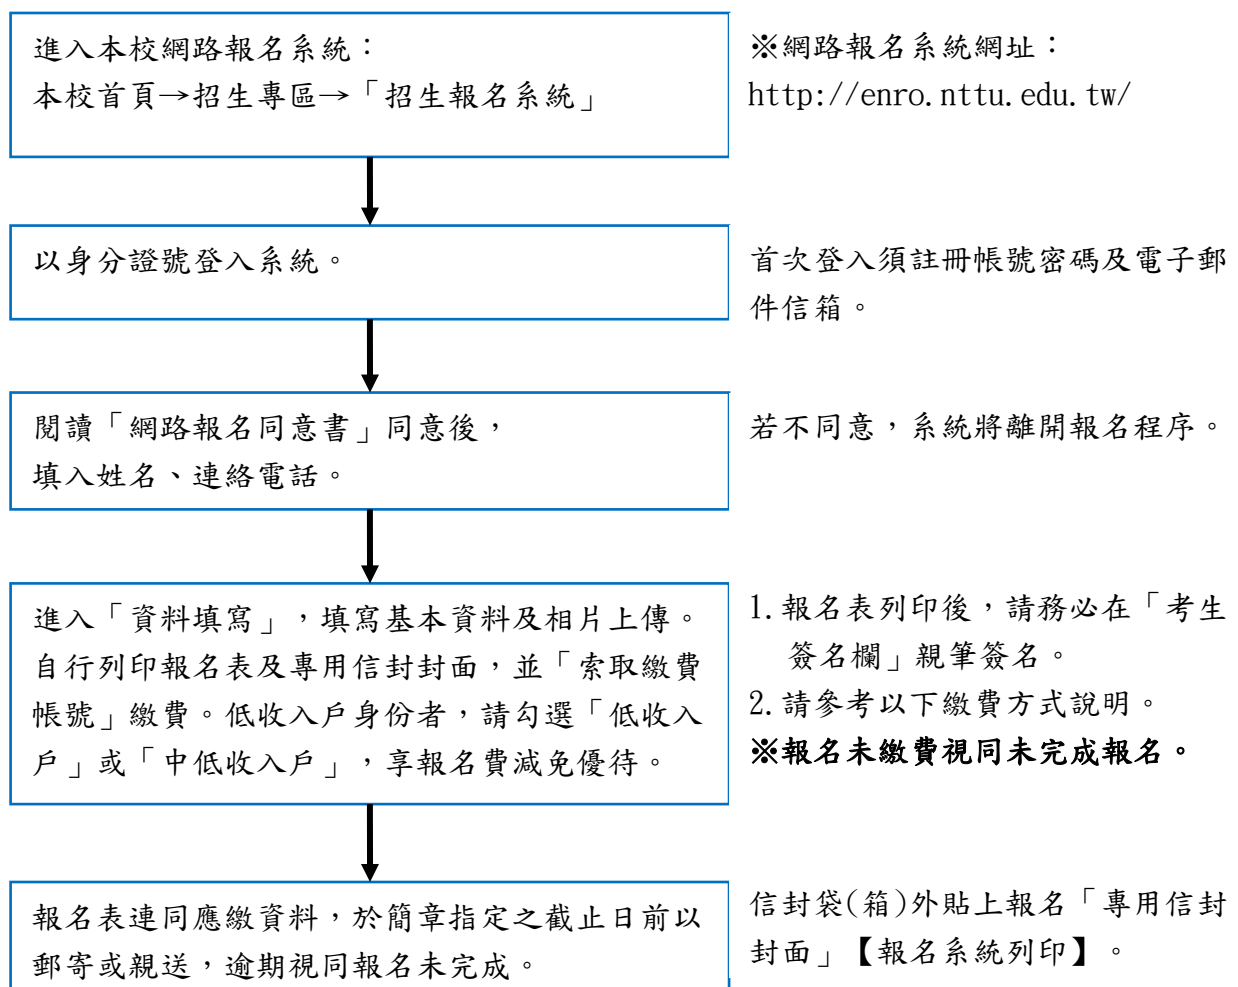 進入本校網路報名系統：
本校首頁→招生專區→「招生報名系統」
※網路報名系統網址：
http://enro.nttu.edu.tw/
以身分證號登入系統。
首次登入須註冊帳號密碼及電子郵
件信箱。
閱讀「網路報名同意書」同意後，
填入姓名、連絡電話。
若不同意，系統將離開報名程序。
進入「資料填寫」，填寫基本資料及相片上傳。
自行列印報名表及專用信封封面，並「索取繳費
帳號」繳費。低收入戶身份者，請勾選「低收入
戶」或「中低收入戶」，享報名費減免優待。
1.報名表列印後，請務必在「考生
簽名欄」親筆簽名。
2.請參考以下繳費方式說明。
※報名未繳費視同未完成報名。
報名表連同應繳資料，於簡章指定之截止日前以
郵寄或親送，逾期視同報名未完成。
信封袋(箱)外貼上報名「專用信封
封面」【報名系統列印】。